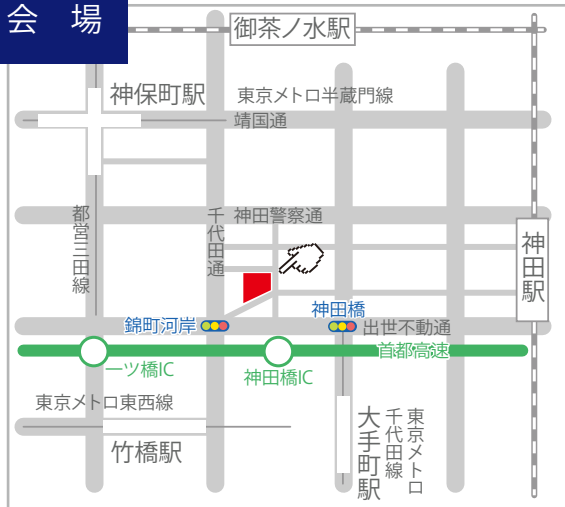 会 場
御茶ノ水駅
神保町駅
東京メトロ半蔵門線
靖国通
都営三田線
千代田通
神田警察通
神田駅
錦町河岸
神田橋
出世不動通
首都高速
一ツ橋IC
神田橋IC
東京メトロ東西線
竹橋駅
大手町駅
東京メトロ
千代田線